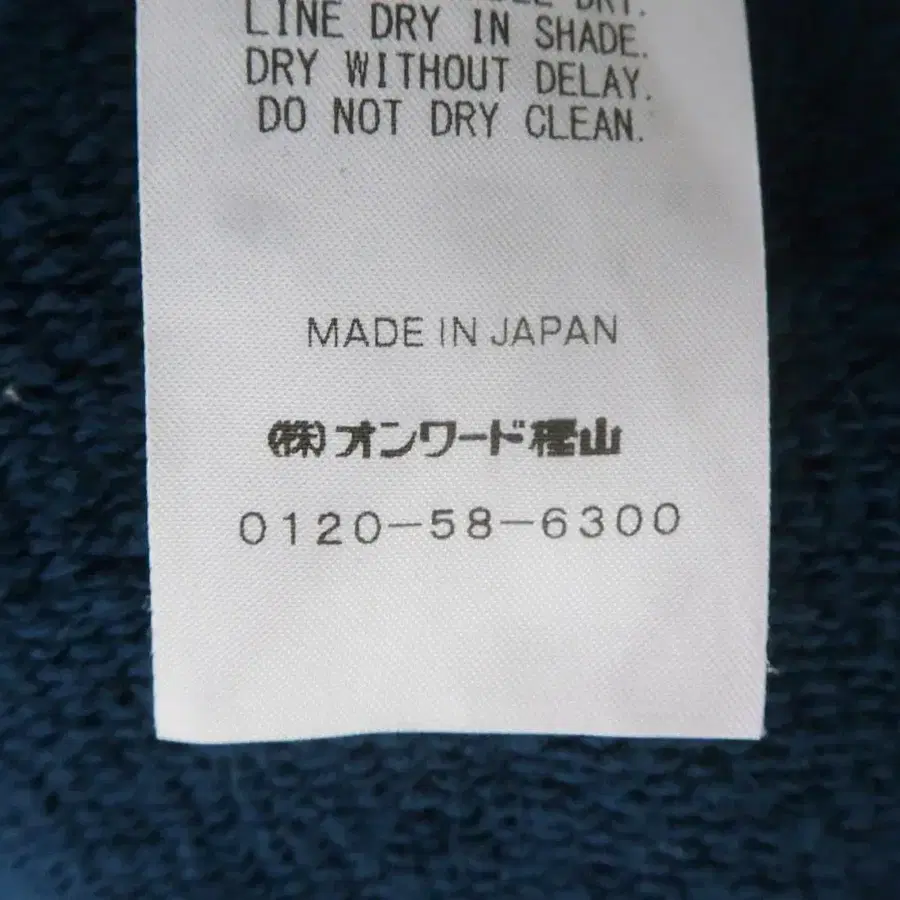 DRY.
LINE DRY IN SHADE.
DRY WITHOUT DELAY.
DO NOT DRY CLEAN.
MADE IN JAPAN
㈱オンワード樫山
0120-58-6300